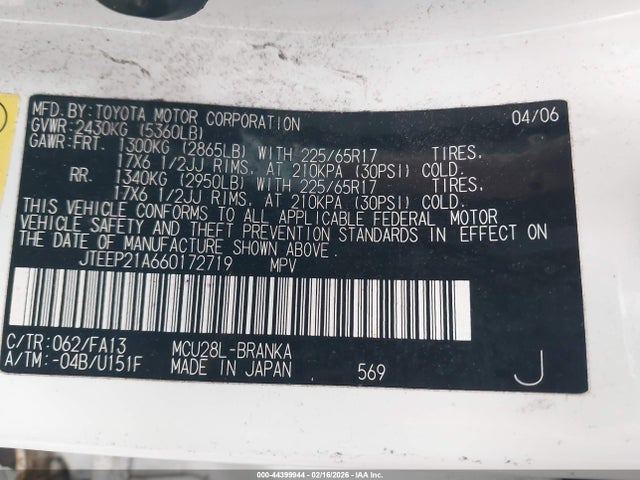 MFD.BY:TOYOTA MOTOR CORPORATION 04/06
GVWR:2430KG (5360LB)
GAWR:FRT. 1300KG (2865LB) WITH 225/65R17 TIRES,
17X6 1/2JJ RIMS, AT 210KPA (30PSI) COLD.
RR. 1340KG (2950LB) WITH 225/65R17 TIRES,
17X6 1/2JJ RIMS, AT 210KPA (30PSI) COLD.
THIS VEHICLE CONFORMS TO ALL APPLICABLE FEDERAL MOTOR
VEHICLE SAFETY AND THEFT PREVENTION STANDARDS IN EFFECT ON
THE DATE OF MANUFACTURE SHOWN ABOVE.
JTEEP21A660172719 MPV
C/TR:062/FA13 MCU28L-BRANKA
A/TM:-04B/U151F MADE IN JAPAN 569 J
000-44399944 - 02/16/2026 - COPART
IAA Inc.